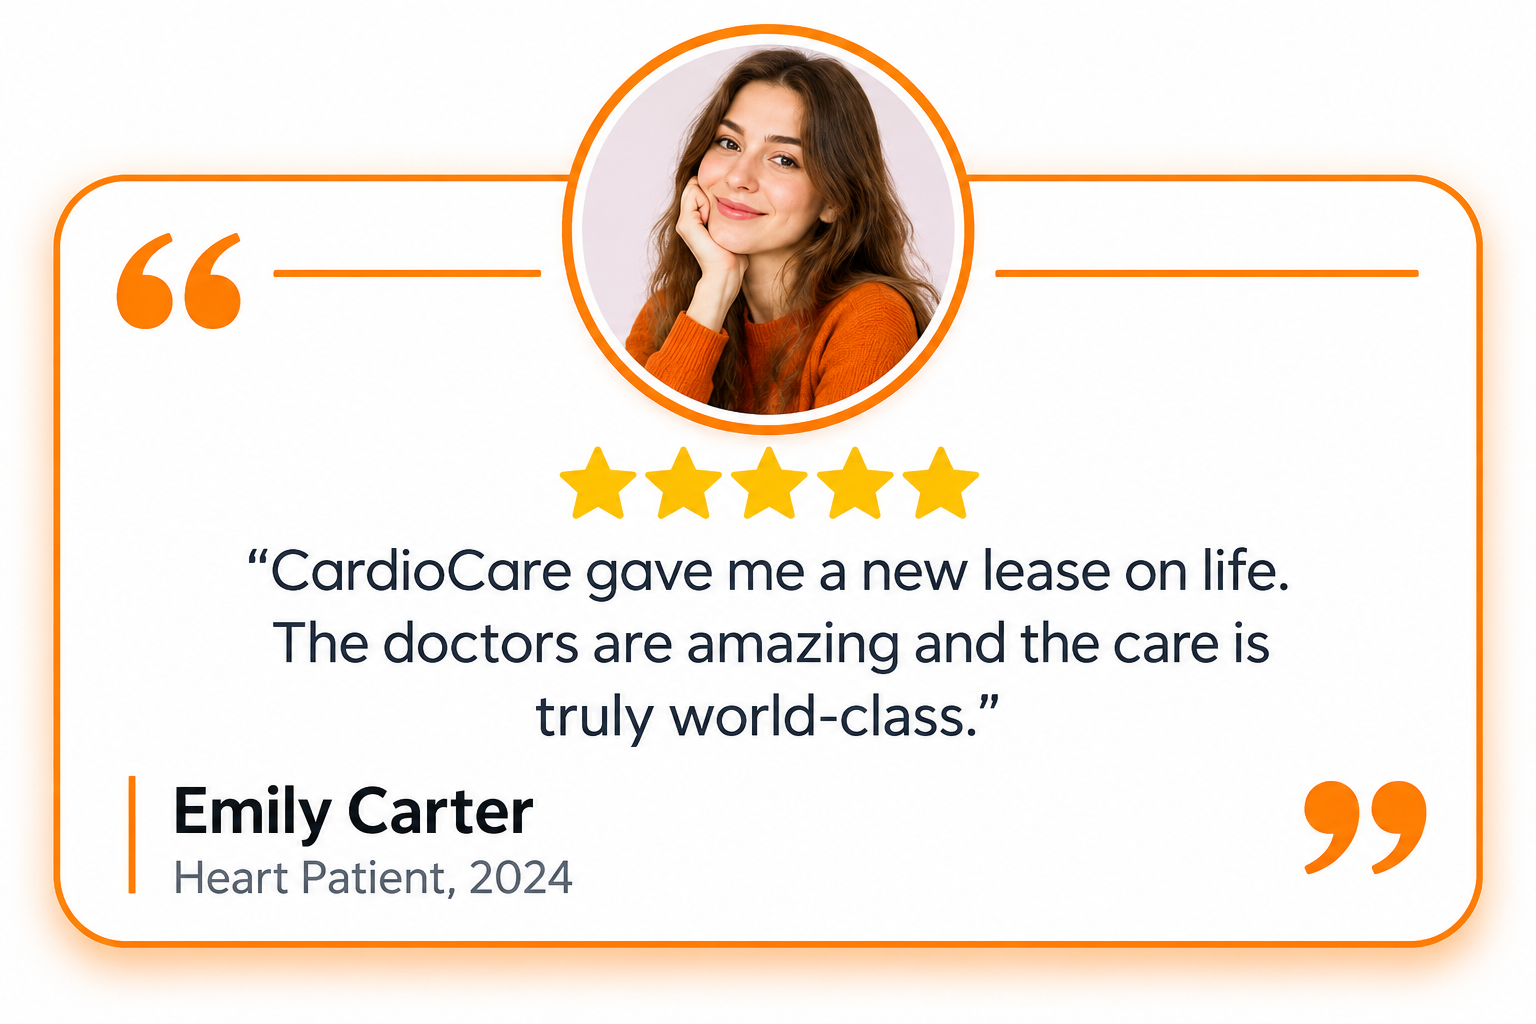 “CardioCare gave me a new lease on life.
The doctors are amazing and the care is
truly world-class.”
Emily Carter
Heart Patient, 2024